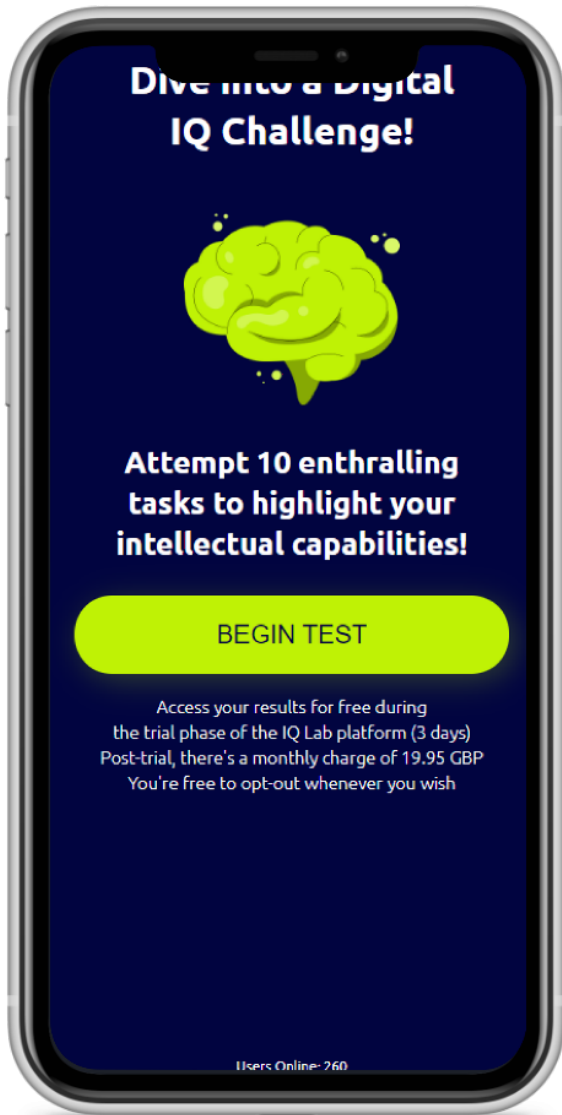 Dive into a Digital
IQ Challenge!
Attempt 10 enthralling
tasks to highlight your
intellectual capabilities!
BEGIN TEST
Access your results for free during
the trial phase of the IQ Lab platform (3 days)
Post-trial, there's a monthly charge of 19.95 GBP
You're free to opt-out whenever you wish
Users Online: 260